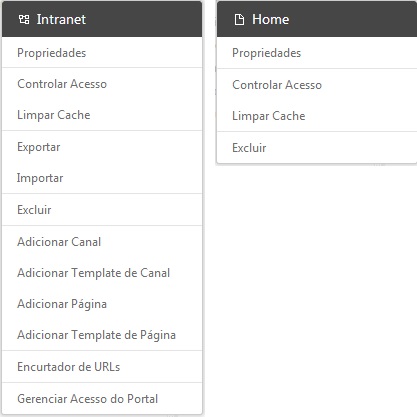 Intranet
Propriedades
Controlar Acesso
Limpar Cache
Exportar
Importar
Excluir
Adicionar Canal
Adicionar Template de Canal
Adicionar Página
Adicionar Template de Página
Encurtador de URLs
Gerenciar Acesso do Portal
Home
Propriedades
Controlar Acesso
Limpar Cache
Excluir